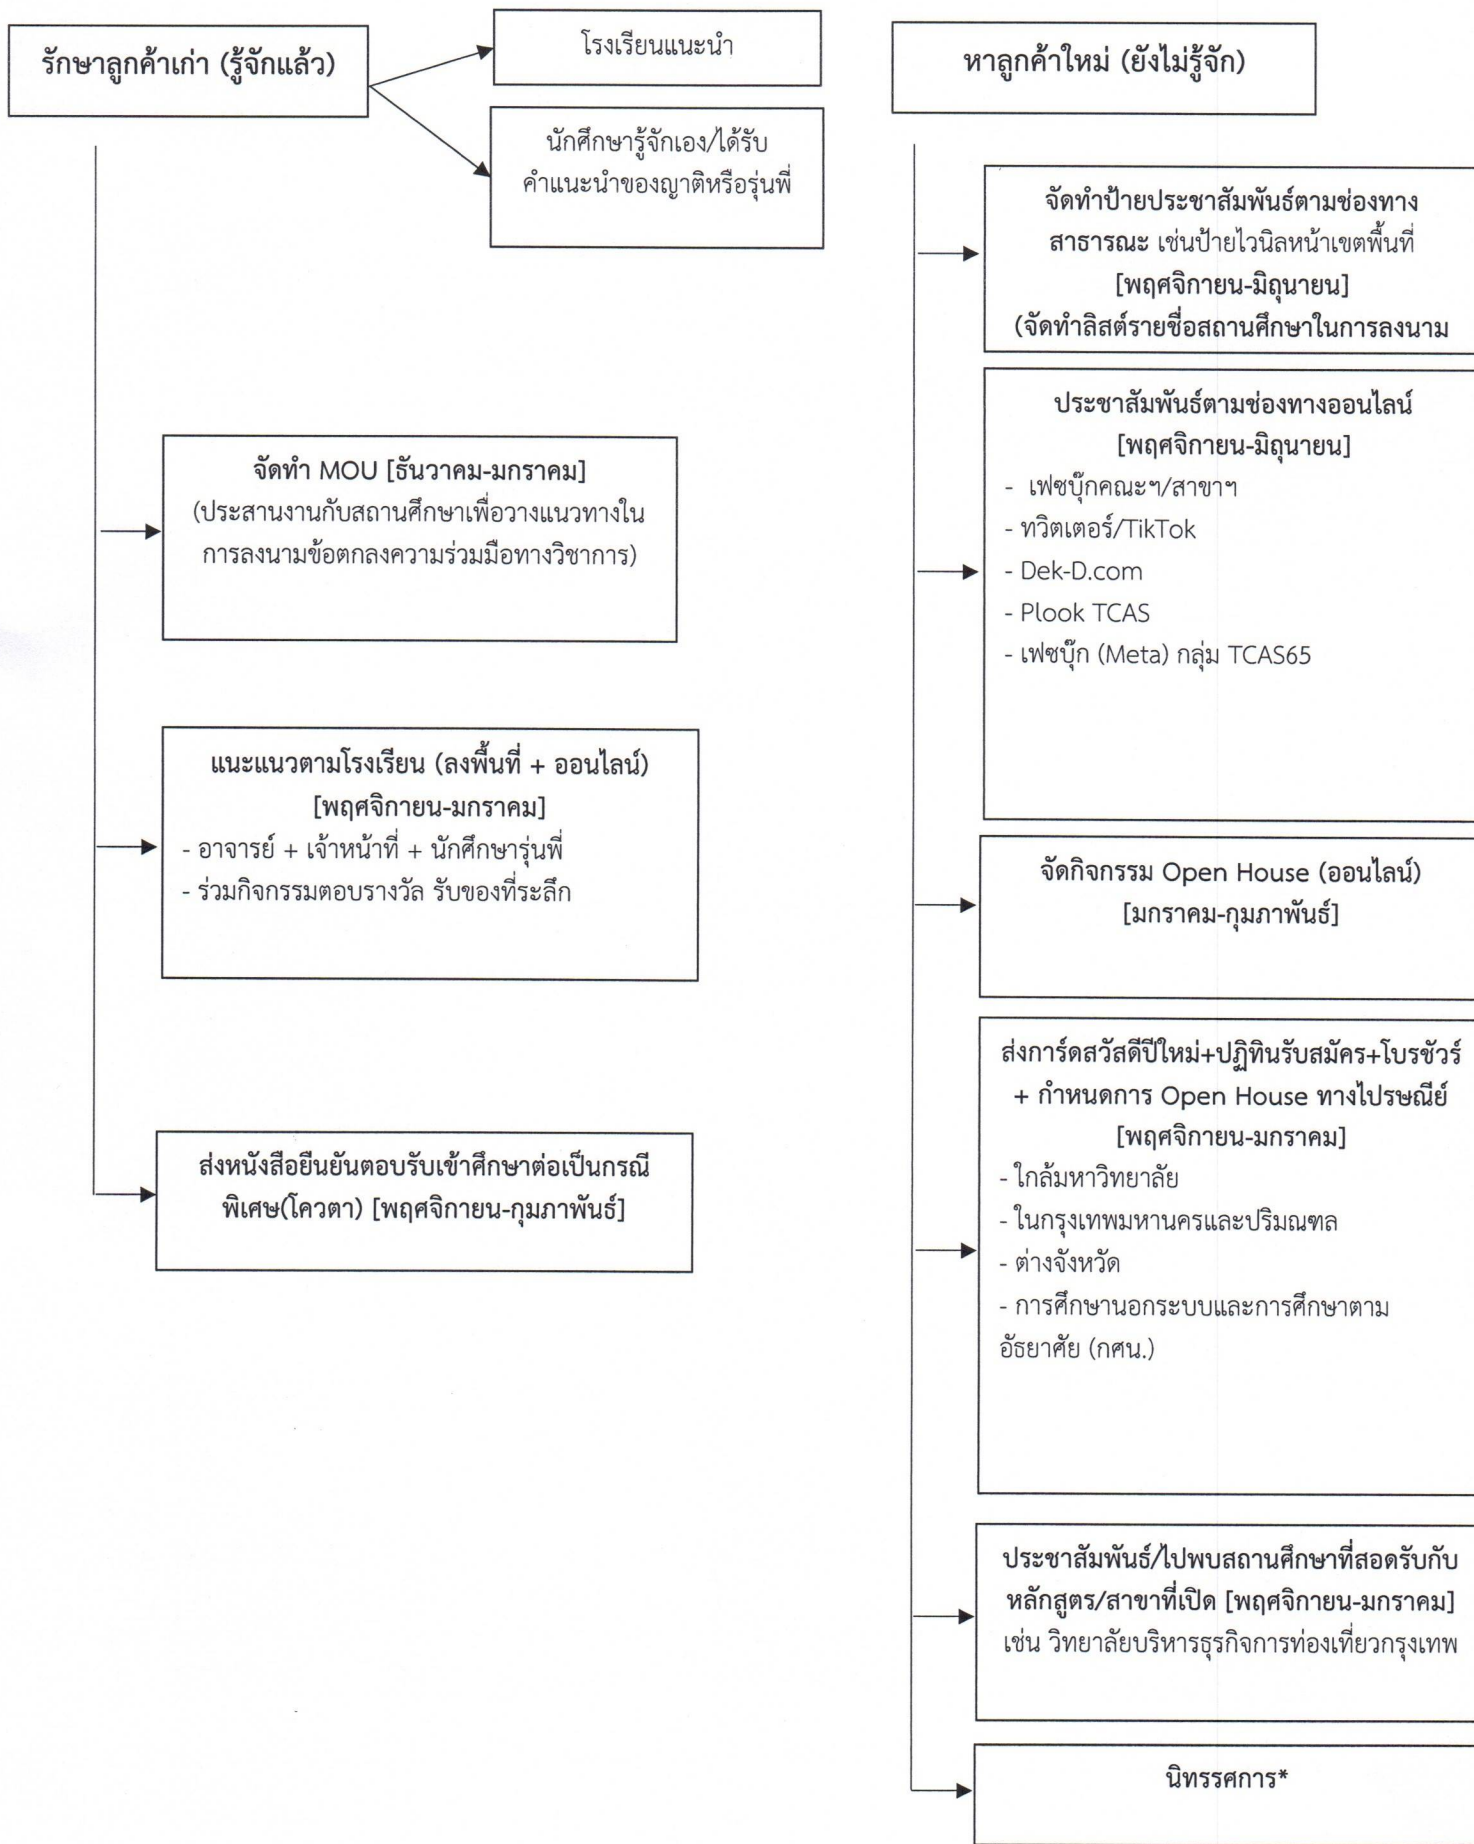 รักษาลูกค้าเก่า (รู้จักแล้ว)
โรงเรียนแนะนำ
นักศึกษารู้จักเอง/ได้รับ
คำแนะนำของญาติหรือรุ่นพี่
จัดทำ MOU [ธันวาคม-มกราคม]
(ประสานงานกับสถานศึกษาเพื่อวางแนวทางใน
การลงนามข้อตกลงความร่วมมือทางวิชาการ)
แนะแนวตามโรงเรียน (ลงพื้นที่ + ออนไลน์)
[พฤศจิกายน-มกราคม]
- อาจารย์ + เจ้าหน้าที่ + นักศึกษารุ่นพี่
- ร่วมกิจกรรมตอบรางวัล รับของที่ระลึก
ส่งหนังสือยืนยันตอบรับเข้าศึกษาต่อเป็นกรณี
พิเศษ(โควตา) [พฤศจิกายน-กุมภาพันธ์]
หาลูกค้าใหม่ (ยังไม่รู้จัก)
จัดทำป้ายประชาสัมพันธ์ตามช่องทาง
สาธารณะ เช่นป้ายไวนิลหน้าเขตพื้นที่
[พฤศจิกายน-มิถุนายน]
(จัดทำลิสต์รายชื่อสถานศึกษาในการลงนาม
ประชาสัมพันธ์ตามช่องทางออนไลน์
[พฤศจิกายน-มิถุนายน]
- เฟซบุ๊กคณะฯ/สาขาฯ
- ทวิตเตอร์/TikTok
- Dek-D.com
- Plook TCAS
- เฟซบุ๊ก (Meta) กลุ่ม TCAS65
จัดกิจกรรม Open House (ออนไลน์)
[มกราคม-กุมภาพันธ์]
ส่งการ์ดสวัสดีปีใหม่+ปฏิทินรับสมัคร+โบรชัวร์
+ กำหนดการ Open House ทางไปรษณีย์
[พฤศจิกายน-มกราคม]
- ใกล้มหาวิทยาลัย
- ในกรุงเทพมหานครและปริมณฑล
- ต่างจังหวัด
- การศึกษานอกระบบและการศึกษาตาม
อัธยาศัย (กศน.)
ประชาสัมพันธ์/ไปพบสถานศึกษาที่สอดรับกับ
หลักสูตร/สาขาที่เปิด [พฤศจิกายน-มกราคม]
เช่น วิทยาลัยบริหารธุรกิจการท่องเที่ยวกรุงเทพ
นิทรรศการ*